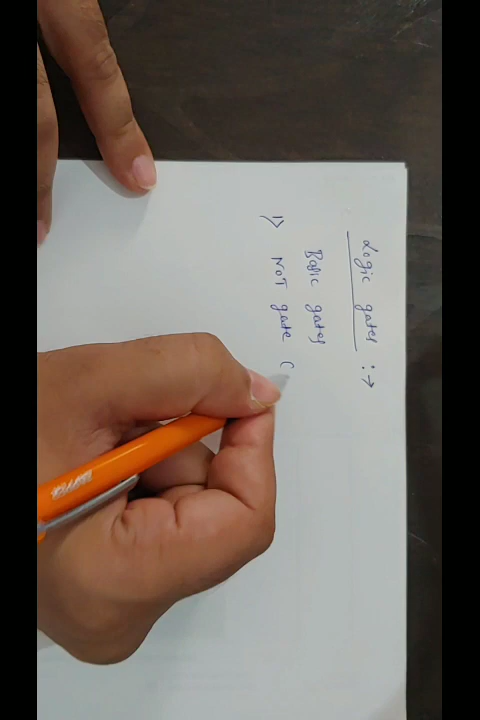 Logic gates :→
Basic gates
1) NOT gate (